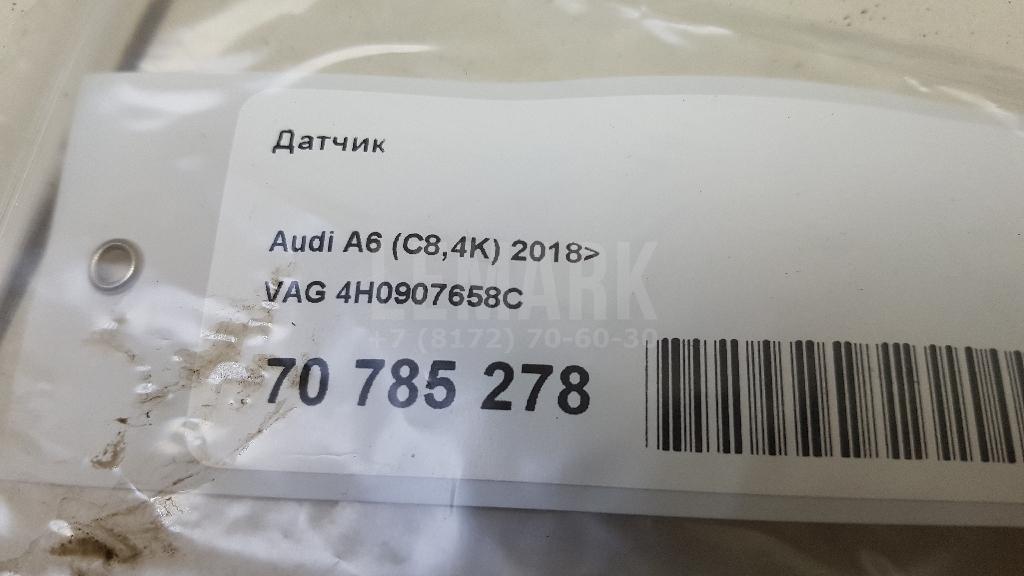 Датчик
Audi A6 (C8,4K) 2018>
VAG 4H0907658C
LEMARK
+7 (8172) 70-60-30
70 785 278